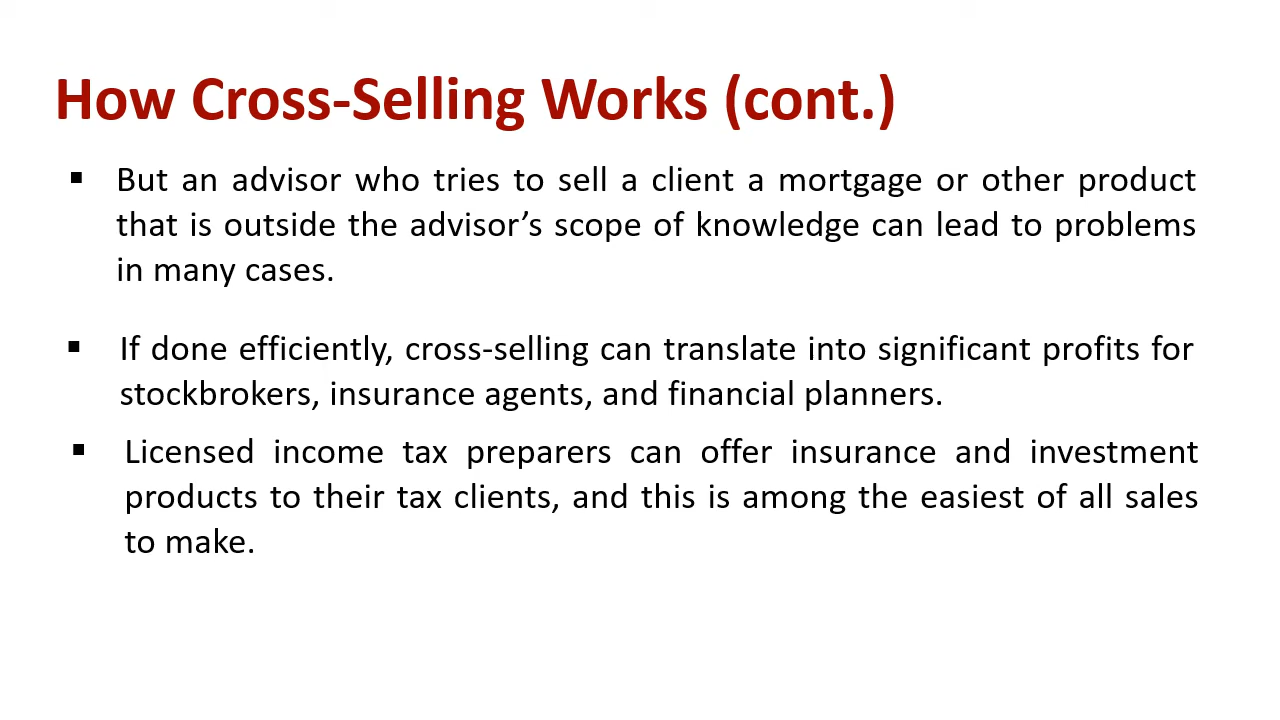 How Cross-Selling Works (cont.)
▪ But an advisor who tries to sell a client a mortgage or other product
that is outside the advisor’s scope of knowledge can lead to problems
in many cases.
▪ If done efficiently, cross-selling can translate into significant profits for
stockbrokers, insurance agents, and financial planners.
▪ Licensed income tax preparers can offer insurance and investment
products to their tax clients, and this is among the easiest of all sales
to make.